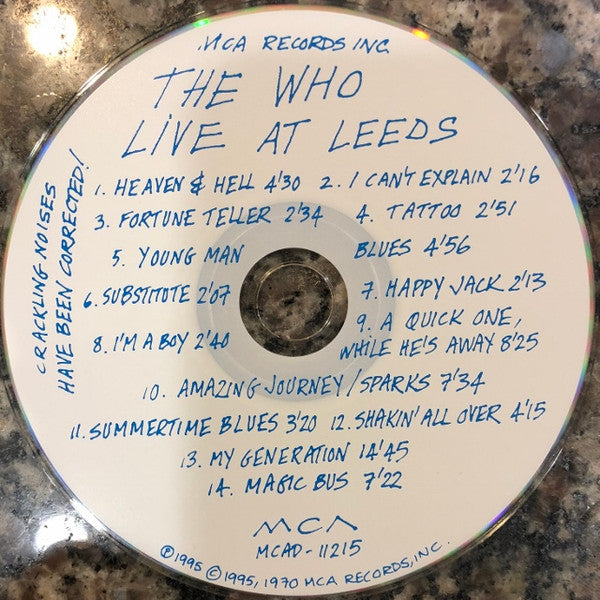 MCA RECORDS INC.
THE WHO
LIVE AT LEEDS
CRACKLING NOISES
HAVE BEEN CORRECTED!
1. HEAVEN & HELL 4'30 2. I CAN'T EXPLAIN 2'16
3. FORTUNE TELLER 2'34 4. TATTOO 2'51
5. YOUNG MAN BLUES 4'56
6. SUBSTITUTE 2'07 7. HAPPY JACK 2'13
8. I'M A BOY 2'40 9. A QUICK ONE,
WHILE HE'S AWAY 8'25
10. AMAZING JOURNEY/SPARKS 7'34
11. SUMMERTIME BLUES 3'20 12. SHAKIN' ALL OVER 4'15
13. MY GENERATION 14'45
14. MAGIC BUS 7'22
MCA
MCAD-11215
℗1995 ©1995, 1970 MCA RECORDS, INC.